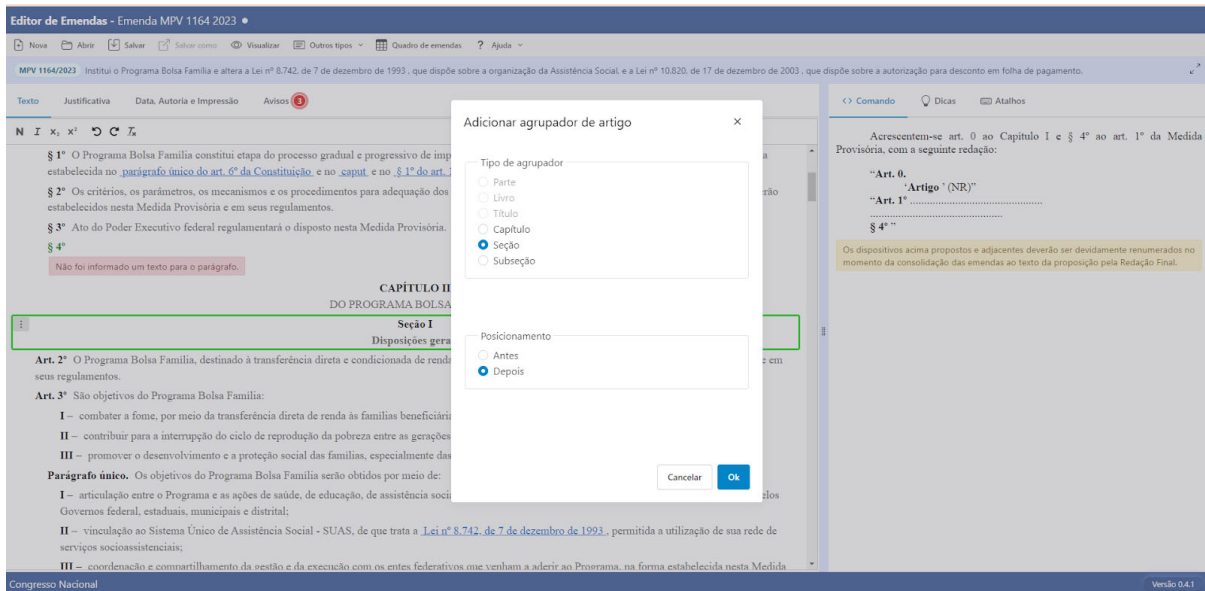 Editor de Emendas - Emenda MPV 1164 2023 ●
Nova Abrir Salvar Salvar como Visualizar Outros tipos Quadro de emendas ? Ajuda
MPV 1164/2023 Institui o Programa Bolsa Família e altera a Lei nº 8.742, de 7 de dezembro de 1993 , que dispõe sobre a organização da Assistência Social, e a Lei nº 10.820, de 17 de dezembro de 2003 , que dispõe sobre a autorização para desconto em folha de pagamento.
Texto Justificativa Data, Autoria e Impressão Avisos 3
N I x₂ x²
§ 1º O Programa Bolsa Família constitui etapa do processo gradual e progressivo de imp
estabelecida no parágrafo único do art. 6º da Constituição e no caput e no § 1º do art. 1
§ 2º Os critérios, os parâmetros, os mecanismos e os procedimentos para adequação dos
erão
estabelecidos nesta Medida Provisória e em seus regulamentos.
§ 3º Ato do Poder Executivo federal regulamentará o disposto nesta Medida Provisória.
§ 4º
Não foi informado um texto para o parágrafo.
CAPÍTULO II
DO PROGRAMA BOLSA
Seção I
Disposições gera
Art. 2º O Programa Bolsa Família, destinado à transferência direta e condicionada de renda
e em
seus regulamentos.
Art. 3º São objetivos do Programa Bolsa Família:
I – combater a fome, por meio da transferência direta de renda às famílias beneficiári
II – contribuir para a interrupção do ciclo de reprodução da pobreza entre as gerações
III – promover o desenvolvimento e a proteção social das famílias, especialmente das
Parágrafo único. Os objetivos do Programa Bolsa Família serão obtidos por meio de:
I – articulação entre o Programa e as ações de saúde, de educação, de assistência soci
elos
Governos federal, estaduais, municipais e distrital;
II – vinculação ao Sistema Único de Assistência Social - SUAS, de que trata a Lei nº 8.742, de 7 de dezembro de 1993 , permitida a utilização de sua rede de
serviços socioassistenciais;
III – coordenação e compartilhamento da gestão e da execução com os entes federativos que venham a aderir ao Programa, na forma estabelecida nesta Medida
Adicionar agrupador de artigo ×
Tipo de agrupador
Parte
Livro
Título
Capítulo
Seção
Subseção
Posicionamento
Antes
Depois
Cancelar Ok
<> Comando Dicas Atalhos
Acrescentem-se art. 0 ao Capítulo I e § 4º ao art. 1º da Medida
Provisória, com a seguinte redação:
“Art. 0.
‘Artigo ’ (NR)”
“Art. 1º ..............................................
..............................................
§ 4º ”
Os dispositivos acima propostos e adjacentes deverão ser devidamente renumerados no
momento da consolidação das emendas ao texto da proposição pela Redação Final.
Congresso Nacional
Versão 0.4.1